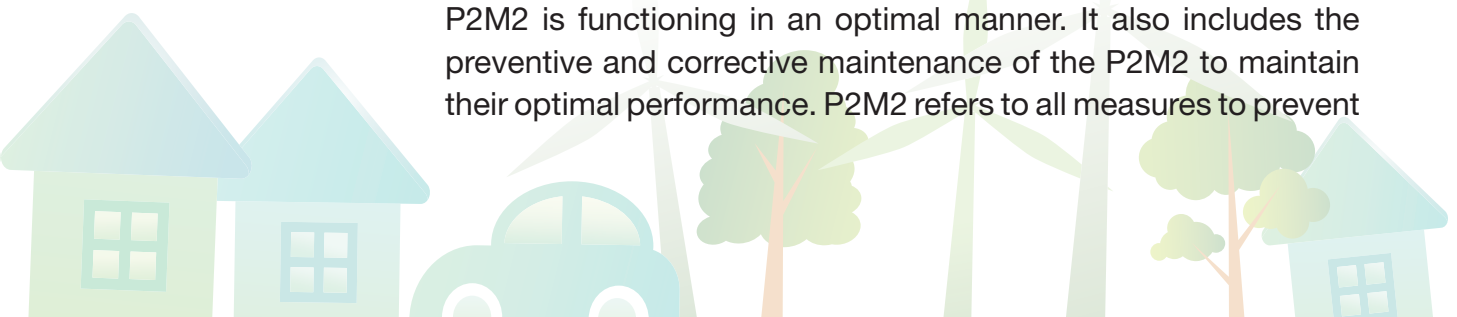 P2M2 is functioning in an optimal manner. It also includes the
preventive and corrective maintenance of the P2M2 to maintain
their optimal performance. P2M2 refers to all measures to prevent